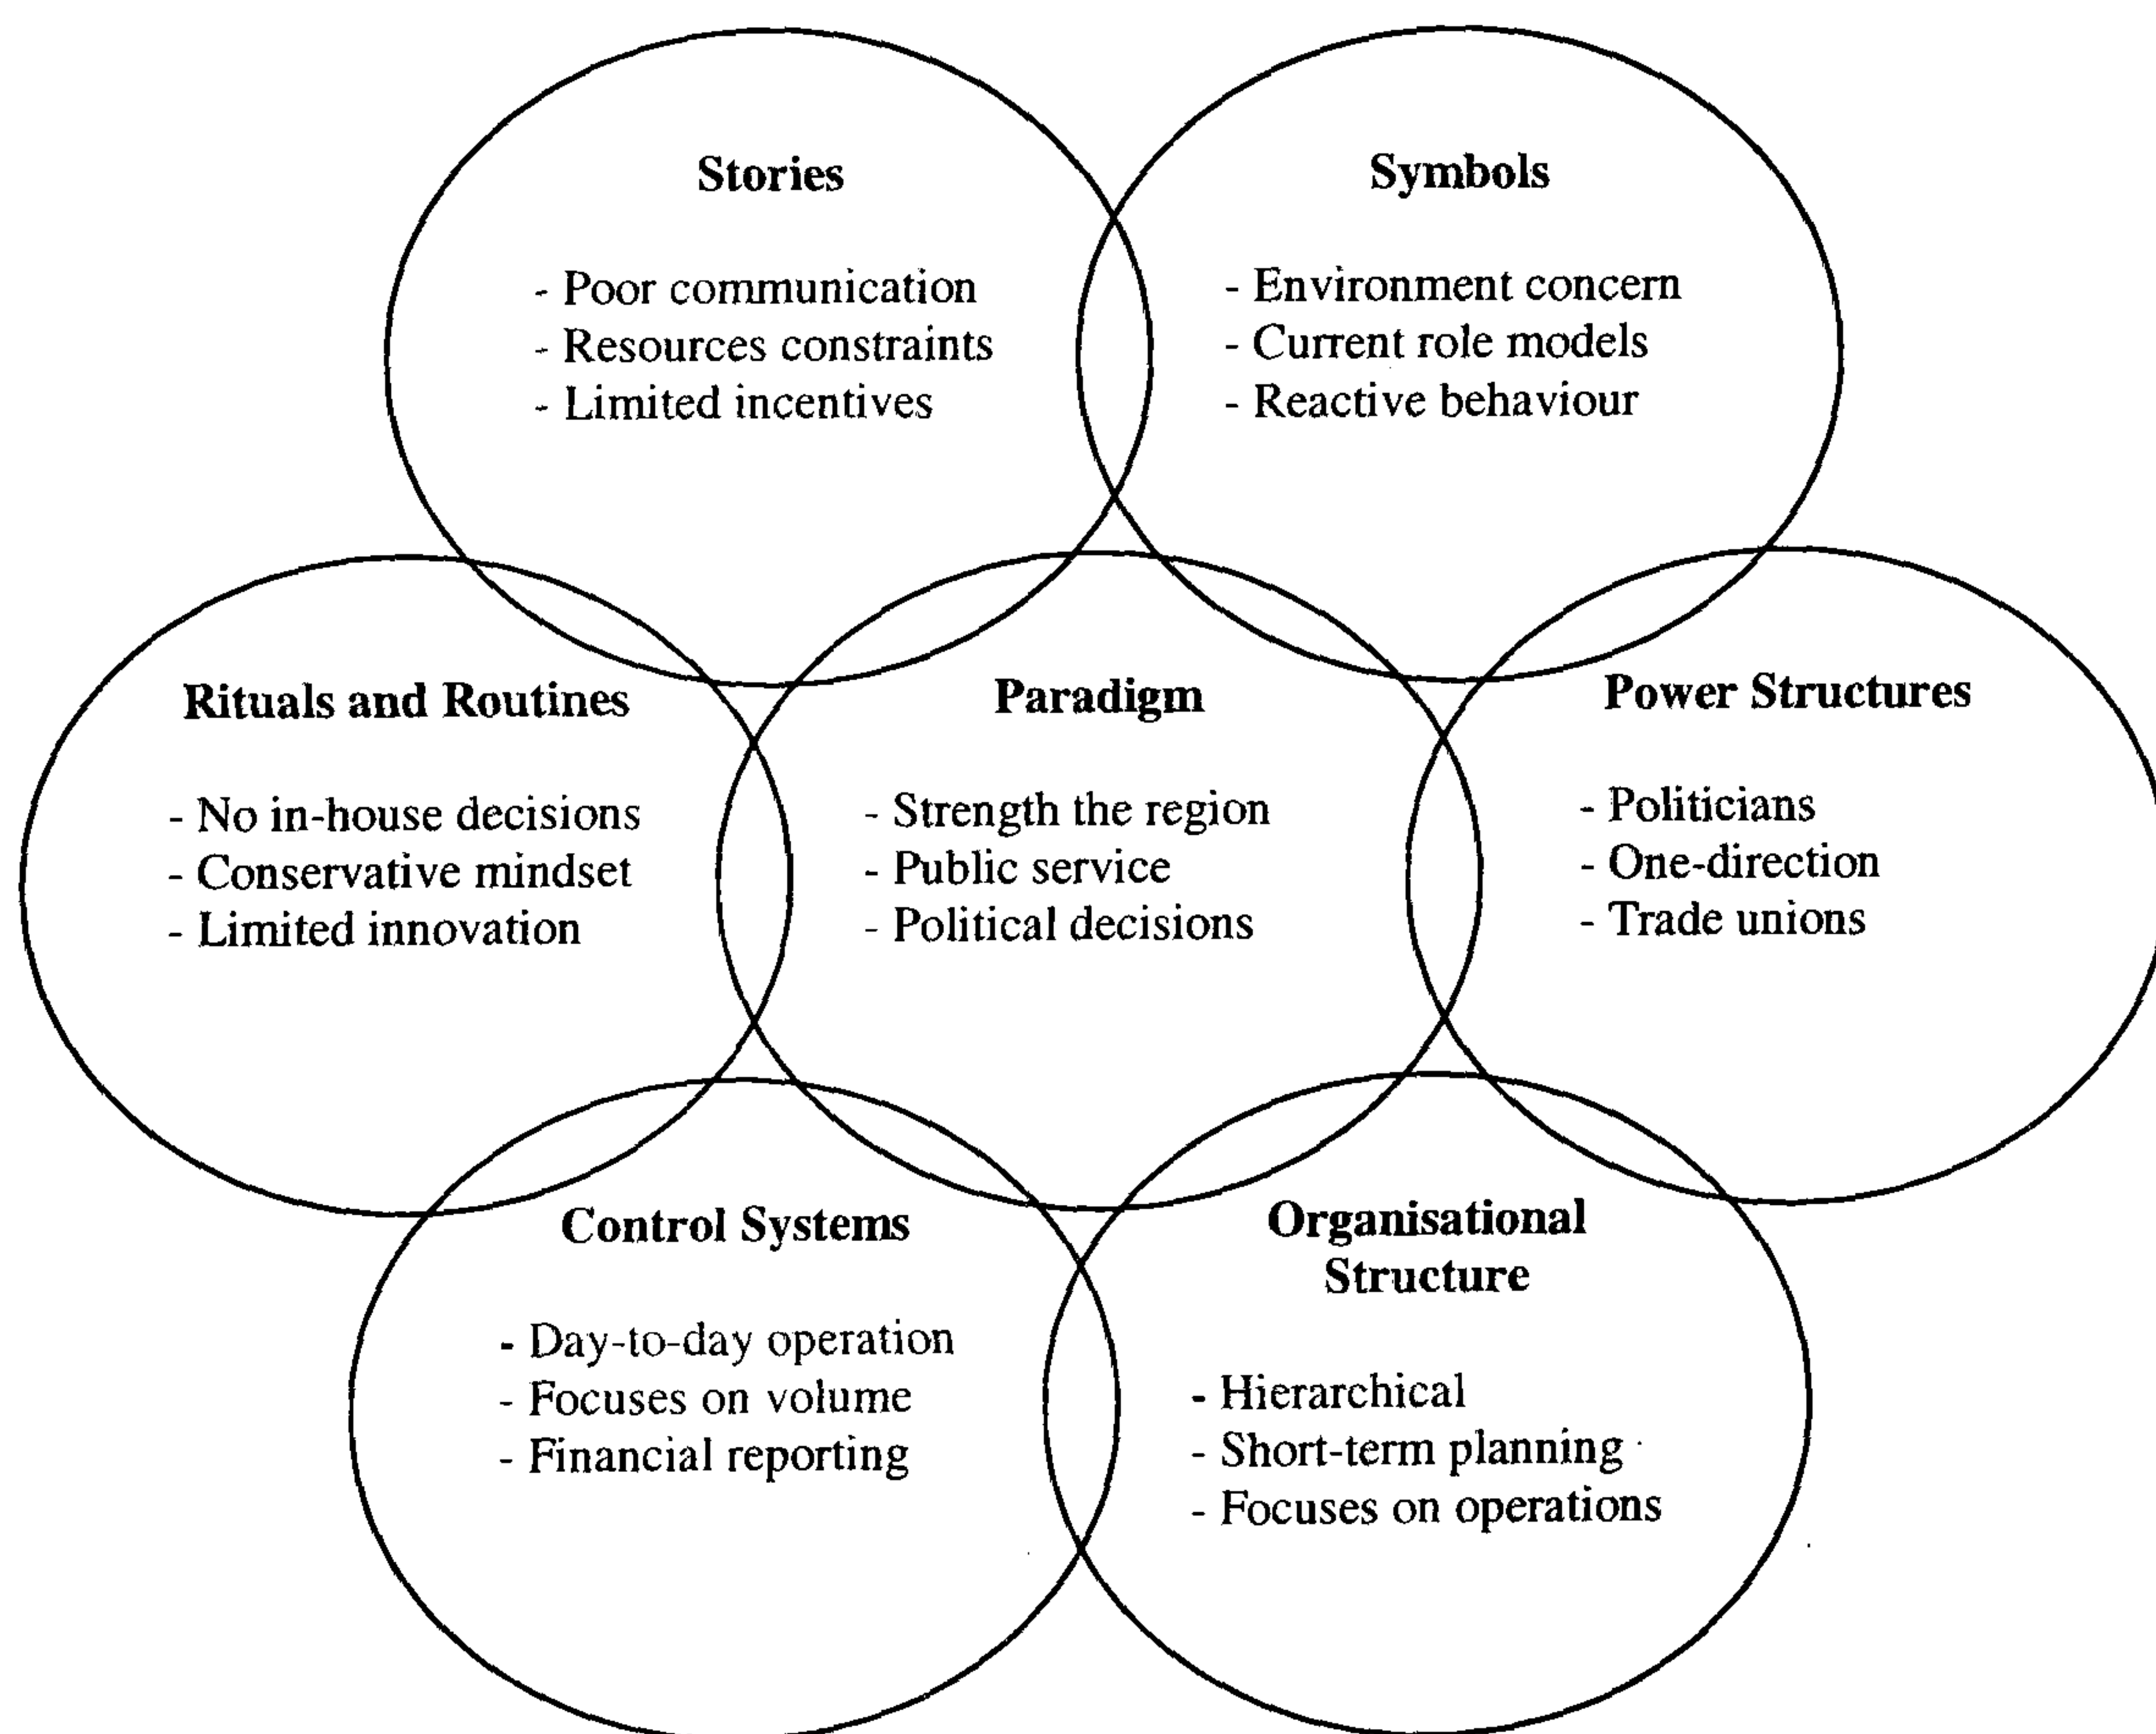 Stories
- Poor communication
- Resources constraints
- Limited incentives
Symbols
- Environment concern
- Current role models
- Reactive behaviour
Rituals and Routines
- No in-house decisions
- Conservative mindset
- Limited innovation
Paradigm
- Strength the region
- Public service
- Political decisions
Power Structures
- Politicians
- One-direction
- Trade unions
Control Systems
- Day-to-day operation
- Focuses on volume
- Financial reporting
Organisational
Structure
- Hierarchical
- Short-term planning
- Focuses on operations